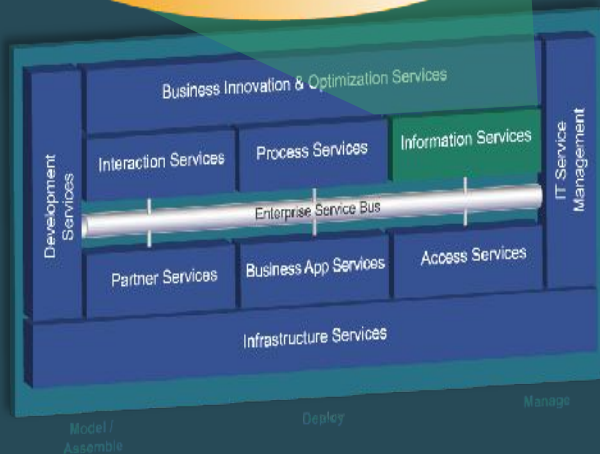 Business Innovation & Optimization Services
Development
Services
Interaction Services
Process Services
Information Services
IT Service
Management
Enterprise Service Bus
Partner Services
Business App Services
Access Services
Infrastructure Services
Model /
Assemble
Deploy
Manage